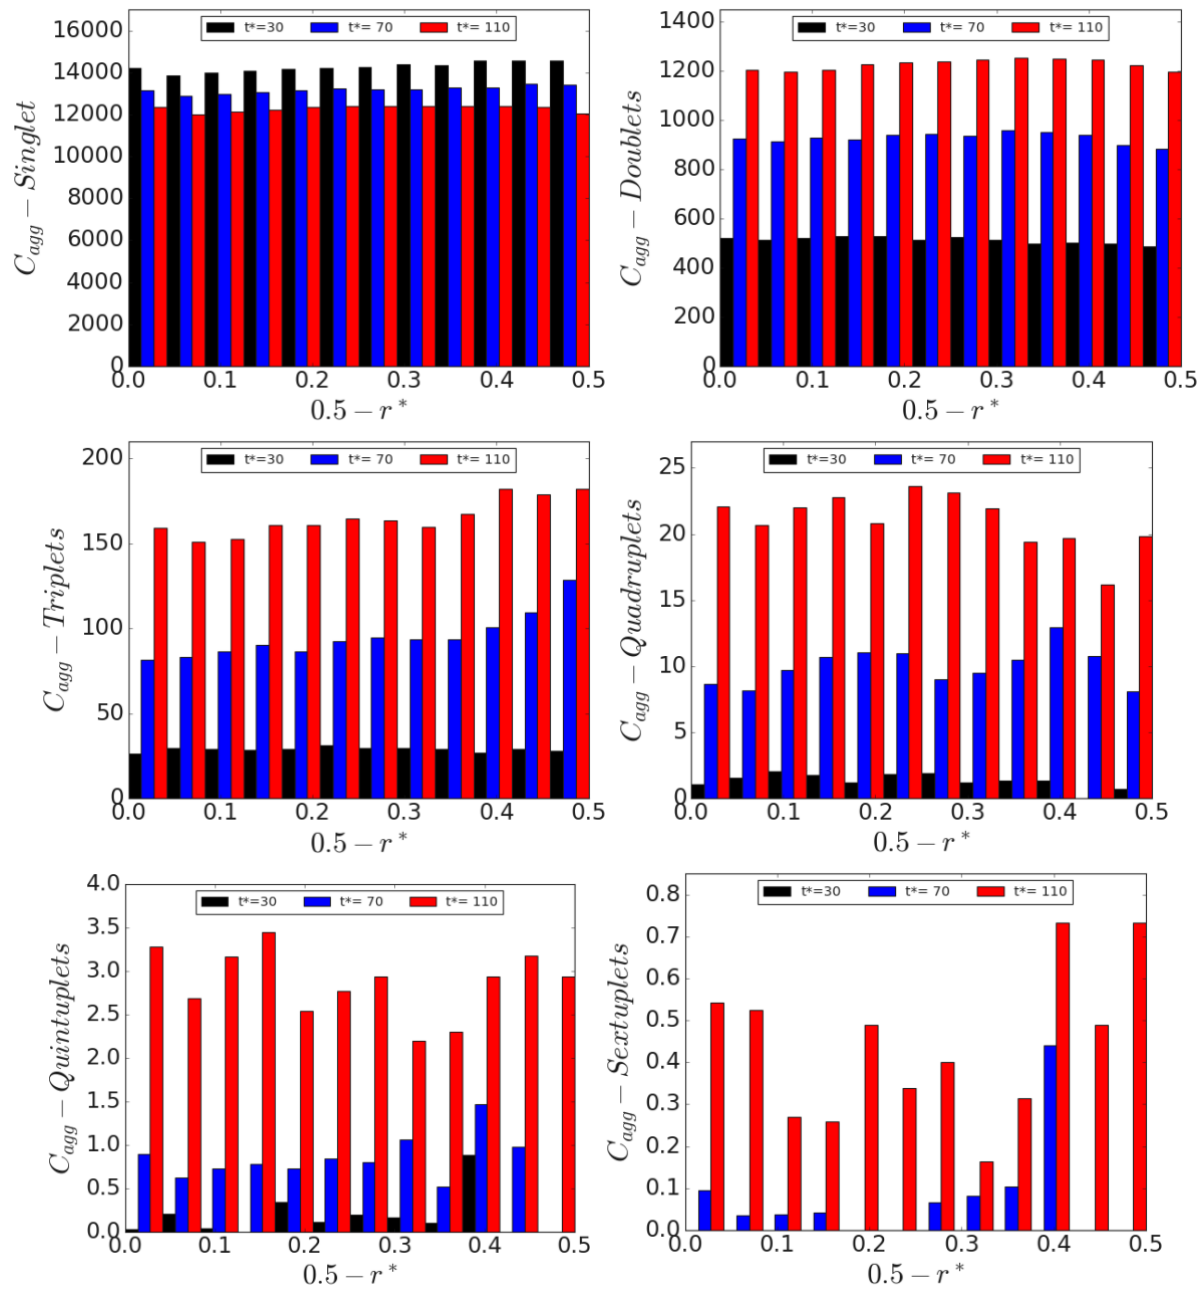 t*=30 t*= 70 t*= 110
16000
14000
12000
10000
8000
6000
4000
2000
0
C_agg − Singlet
0.0 0.1 0.2 0.3 0.4 0.5
0.5 − r*
t*=30 t*= 70 t*= 110
1400
1200
1000
800
600
400
200
0
C_agg − Doublets
0.0 0.1 0.2 0.3 0.4 0.5
0.5 − r*
t*=30 t*= 70 t*= 110
200
150
100
50
0
C_agg − Triplets
0.0 0.1 0.2 0.3 0.4 0.5
0.5 − r*
t*=30 t*= 70 t*= 110
25
20
15
10
5
0
C_agg − Quadruplets
0.0 0.1 0.2 0.3 0.4 0.5
0.5 − r*
t*=30 t*= 70 t*= 110
4.0
3.5
3.0
2.5
2.0
1.5
1.0
0.5
0.0
C_agg − Quintuplets
0.0 0.1 0.2 0.3 0.4 0.5
0.5 − r*
t*=30 t*= 70 t*= 110
0.8
0.7
0.6
0.5
0.4
0.3
0.2
0.1
0.0
C_agg − Sextuplets
0.0 0.1 0.2 0.3 0.4 0.5
0.5 − r*